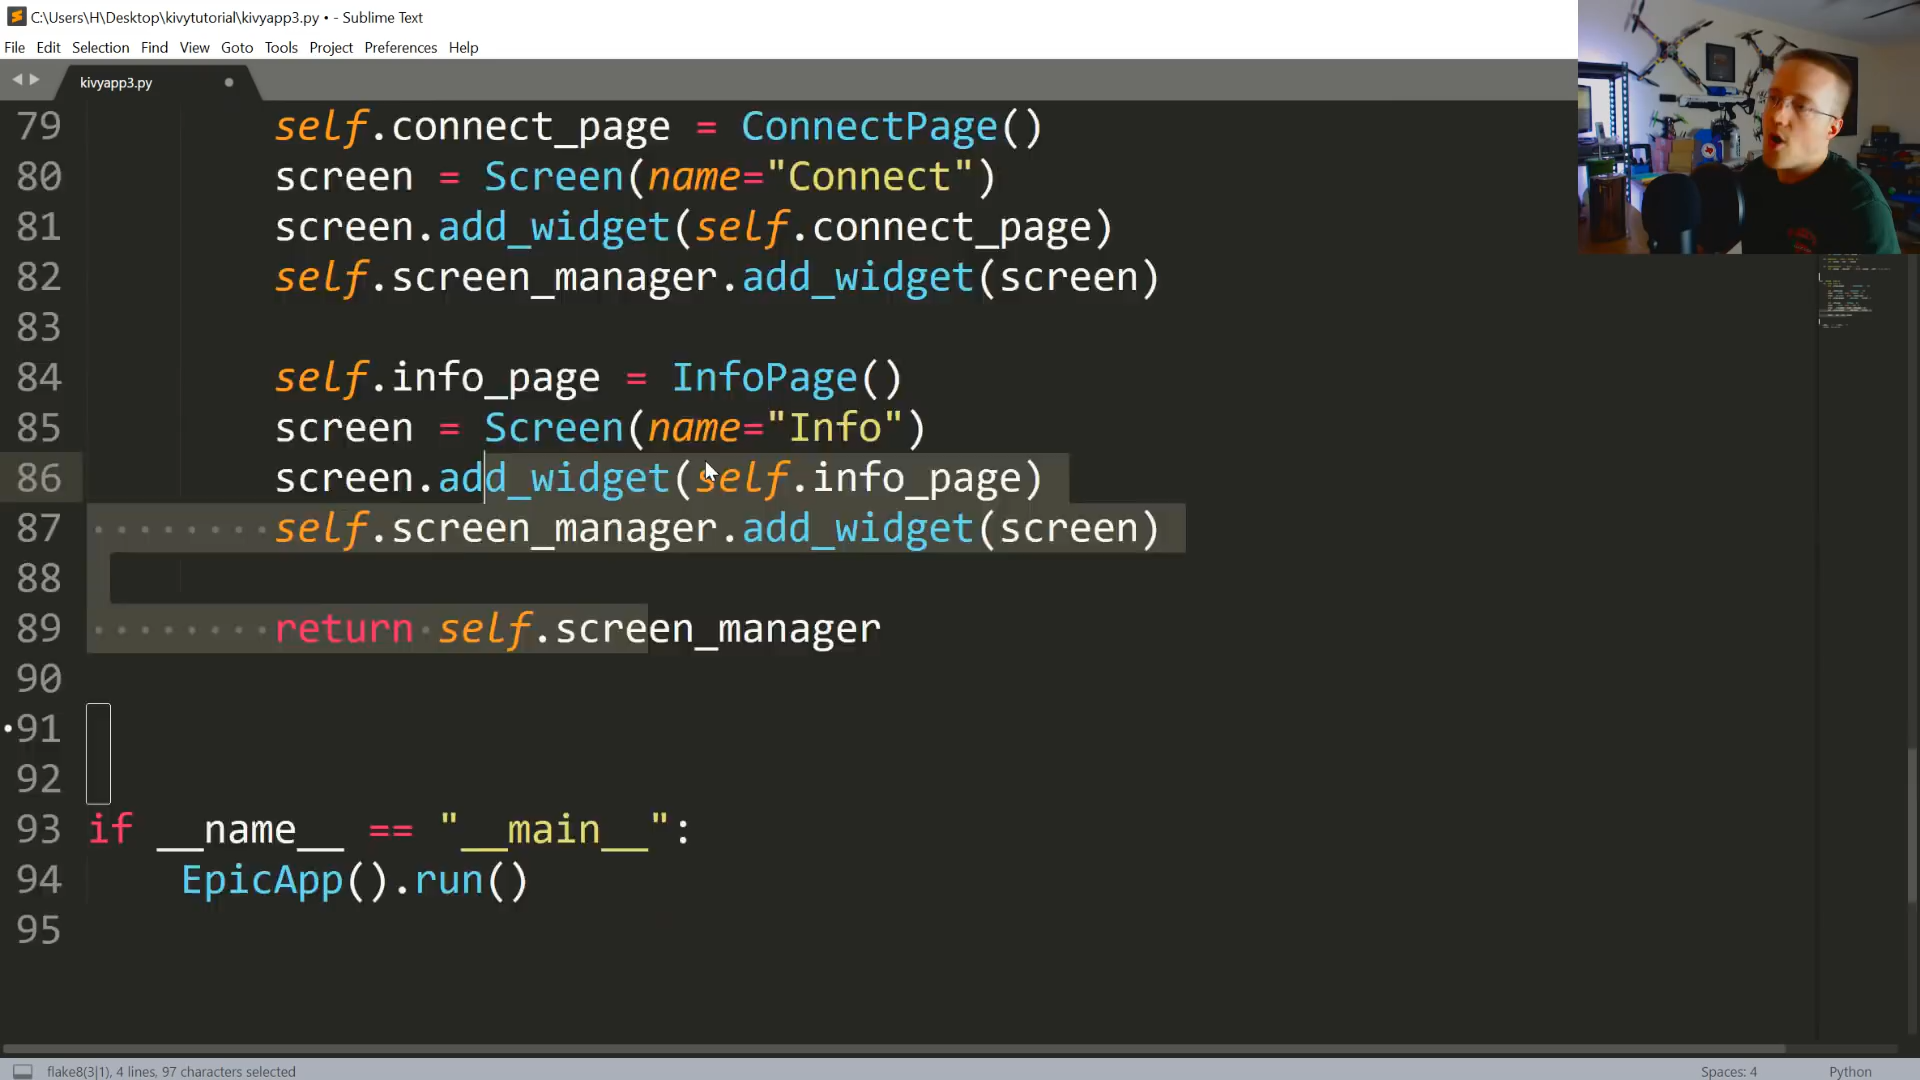 C:\Users\H\Desktop\kivytutorial\kivyapp3.py • - Sublime Text
File Edit Selection Find View Goto Tools Project Preferences Help
kivyapp3.py
79 self.connect_page = ConnectPage()
80 screen = Screen(name="Connect")
81 screen.add_widget(self.connect_page)
82 self.screen_manager.add_widget(screen)
83
84 self.info_page = InfoPage()
85 screen = Screen(name="Info")
86 screen.add_widget(self.info_page)
87 self.screen_manager.add_widget(screen)
88
89 return self.screen_manager
90
91
92
93 if __name__ == "__main__":
94 EpicApp().run()
95
flake8(3|1), 4 lines, 97 characters selected Spaces: 4 Python